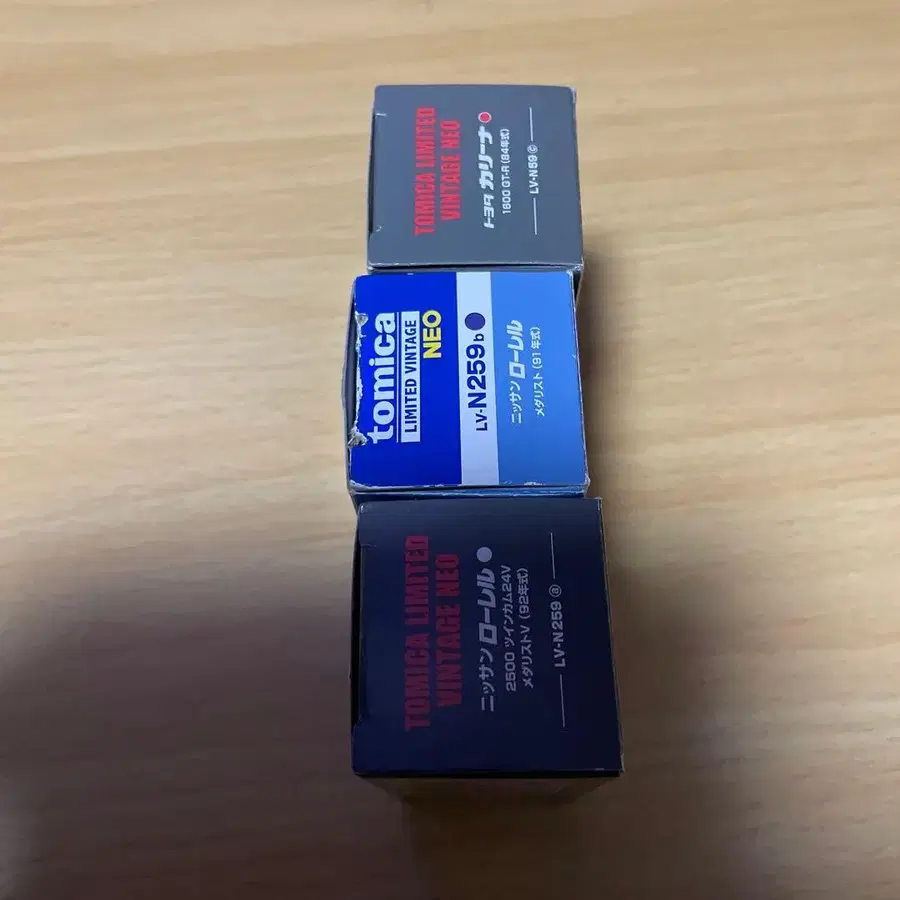 TOMICA LIMITED
VINTAGE NEO
トヨタ カリーナ
1600 GT-R (84年式)
LV-N59 ⓒ
tomica
LIMITED VINTAGE
NEO
LV-N259b
ニッサン ローレル
メダリスト (91年式)
TOMICA LIMITED
VINTAGE NEO
ニッサン ローレル
2500 ツインカム24V
メダリストV (92年式)
LV-N259 ⓐ